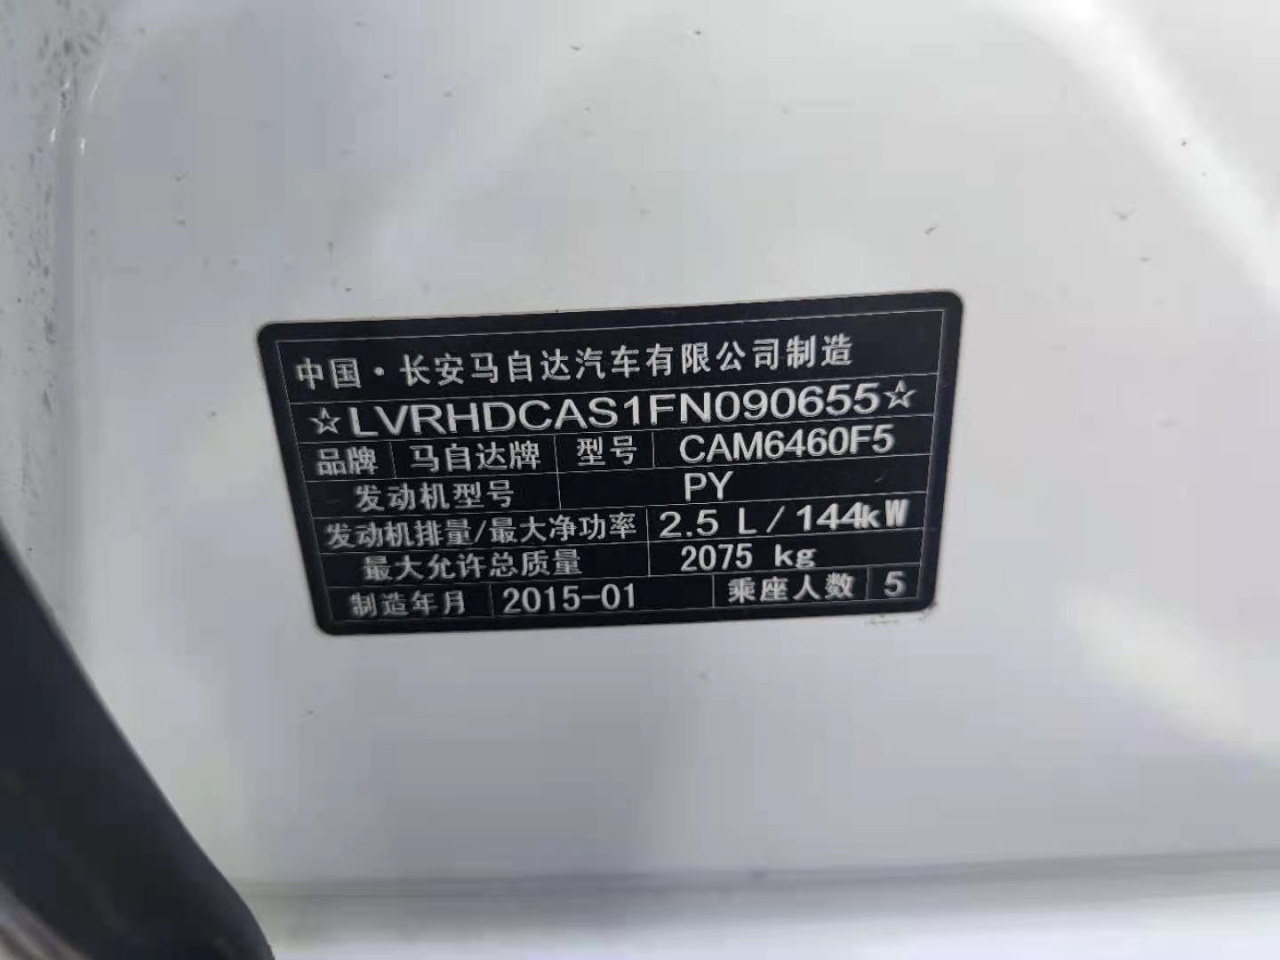 中国·长安马自达汽车有限公司制造
☆LVRHDCAS1FN090655☆
品牌 马自达牌 型号 CAM6460F5
发动机型号 PY
发动机排量/最大净功率 2.5 L/144kW
最大允许总质量 2075 kg
制造年月 2015-01 乘座人数 5